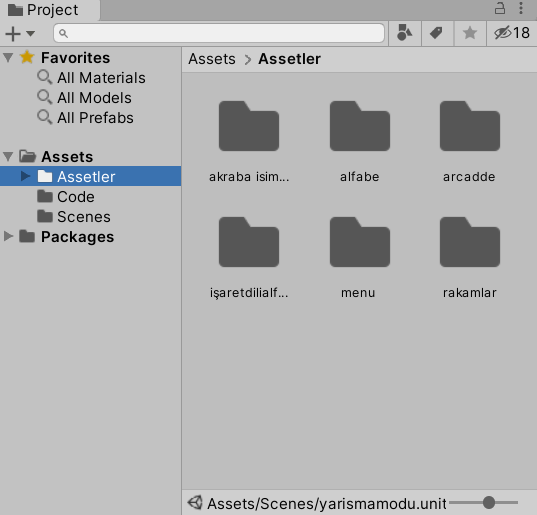 Project
18
Favorites
All Materials
All Models
All Prefabs
Assets
Assetler
Code
Scenes
Packages
Assets > Assetler
akraba isim... alfabe arcadde
işaretdilialf... menu rakamlar
Assets/Scenes/yarismamodu.unit